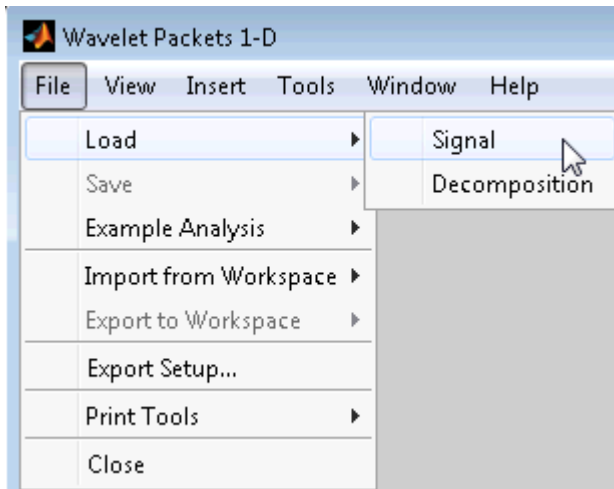 Wavelet Packets 1-D
File View Insert Tools Window Help
Load Signal
Save Decomposition
Example Analysis
Import from Workspace
Export to Workspace
Export Setup...
Print Tools
Close